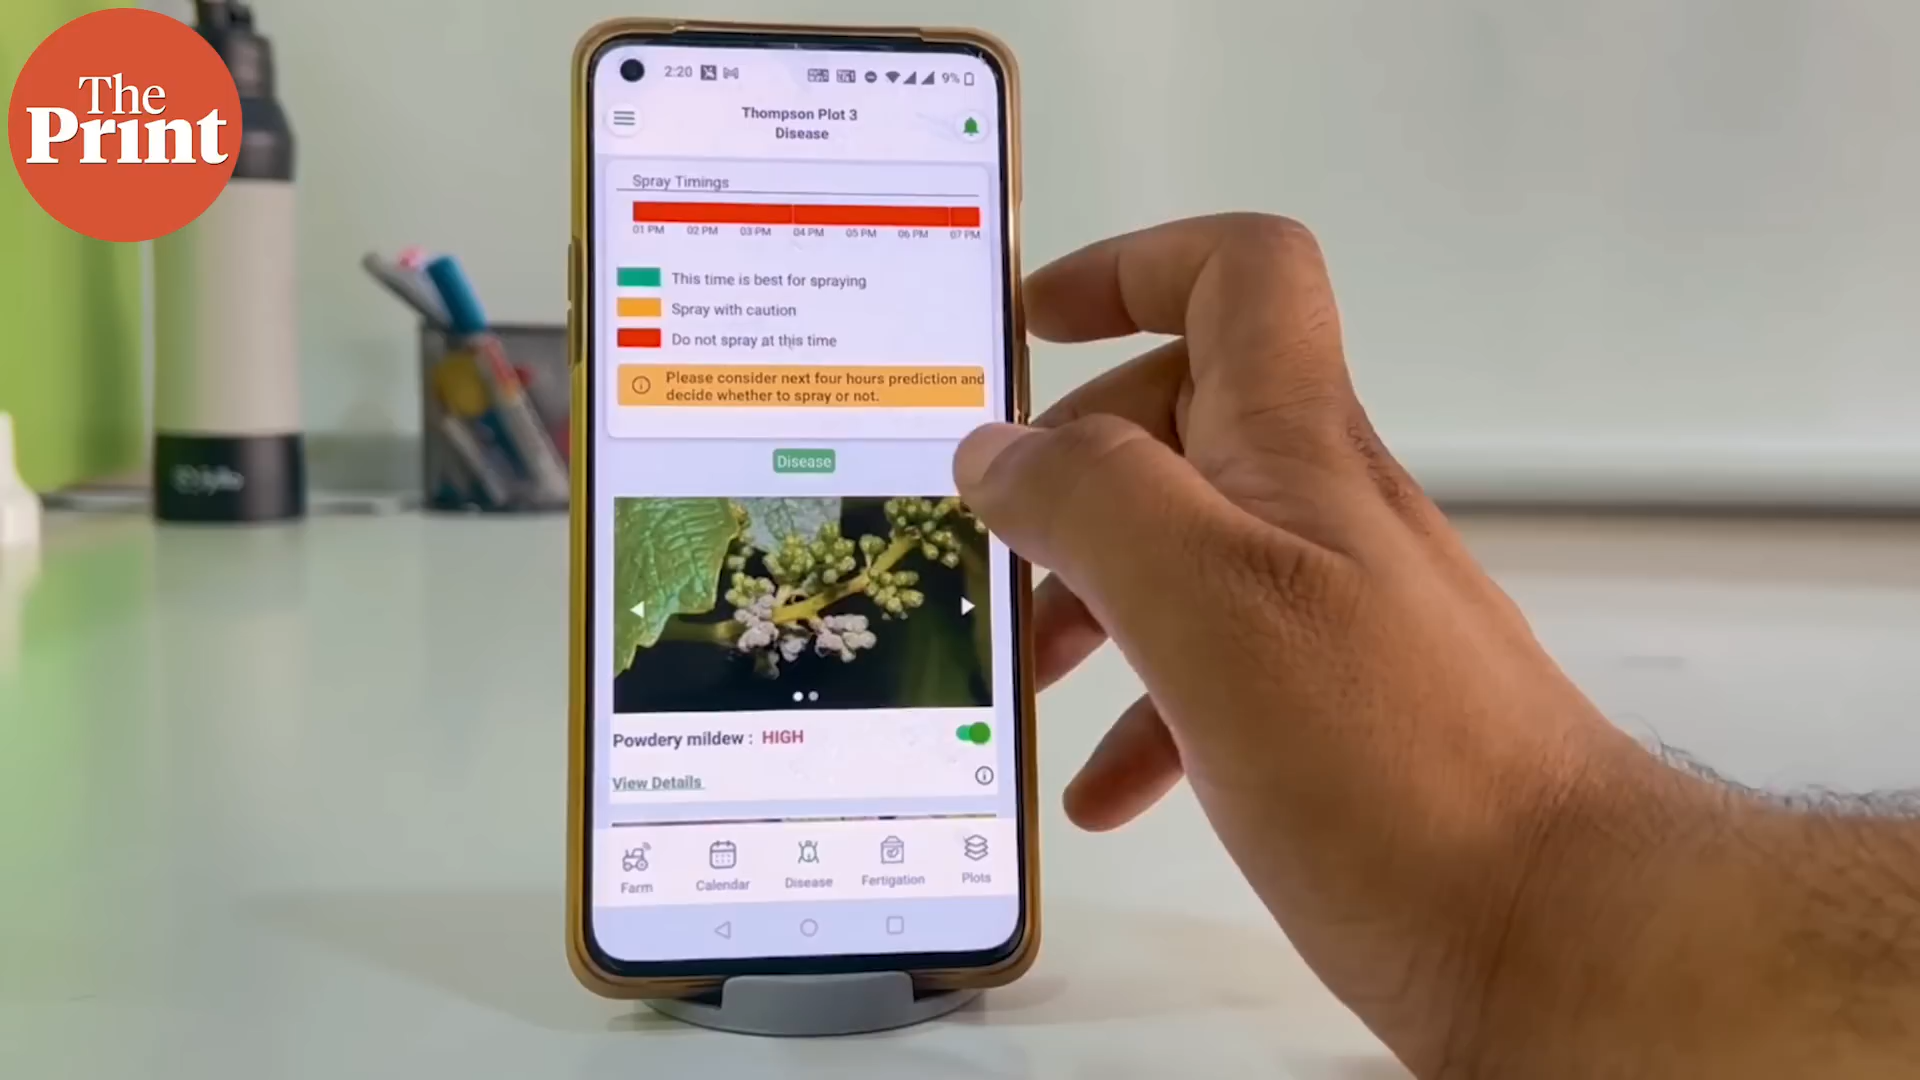 The
Print
2:20
9%
Thompson Plot 3
Disease
Spray Timings
01 PM 02 PM 03 PM 04 PM 05 PM 06 PM 07 PM
This time is best for spraying
Spray with caution
Do not spray at this time
Please consider next four hours prediction and
decide whether to spray or not.
Disease
Powdery mildew : HIGH
View Details
Farm Calendar Disease Fertigation Plots